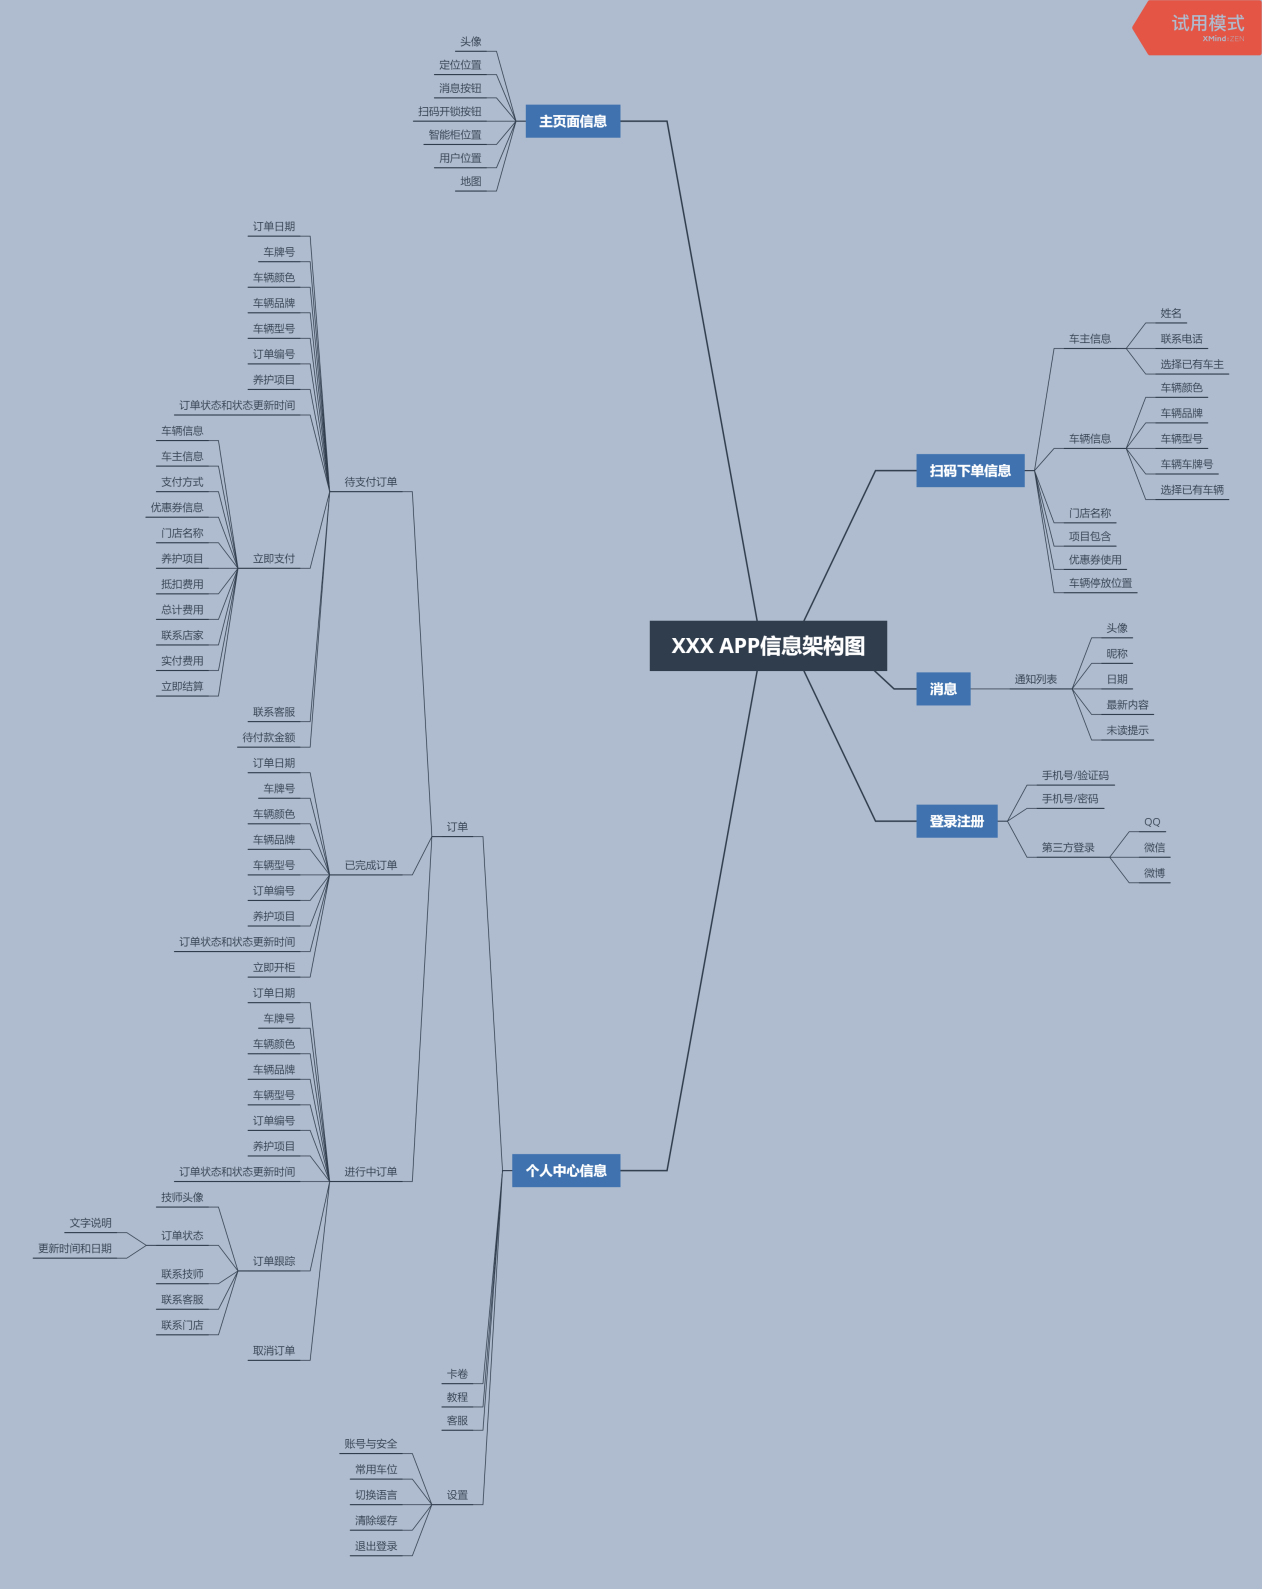 试用模式
XMind:ZEN
XXX APP信息架构图
主页面信息
头像
定位位置
消息按钮
扫码开锁按钮
智能柜位置
用户位置
地图
扫码下单信息
车主信息
姓名
联系电话
选择已有车主
车辆信息
车辆颜色
车辆品牌
车辆型号
车辆车牌号
选择已有车辆
门店名称
项目包含
优惠券使用
车辆停放位置
消息
通知列表
头像
昵称
日期
最新内容
未读提示
登录注册
手机号/验证码
手机号/密码
第三方登录
QQ
微信
微博
个人中心信息
订单
待支付订单
订单日期
车牌号
车辆颜色
车辆品牌
车辆型号
订单编号
养护项目
订单状态和状态更新时间
立即支付
车辆信息
车主信息
支付方式
优惠券信息
门店名称
养护项目
抵扣费用
总计费用
联系店家
实付费用
立即结算
联系客服
待付款金额
已完成订单
订单日期
车牌号
车辆颜色
车辆品牌
车辆型号
订单编号
养护项目
订单状态和状态更新时间
立即开柜
进行中订单
订单日期
车牌号
车辆颜色
车辆品牌
车辆型号
订单编号
养护项目
订单状态和状态更新时间
订单跟踪
技师头像
订单状态
文字说明
更新时间和日期
联系技师
联系客服
联系门店
取消订单
卡卷
教程
客服
设置
账号与安全
常用车位
切换语言
清除缓存
退出登录